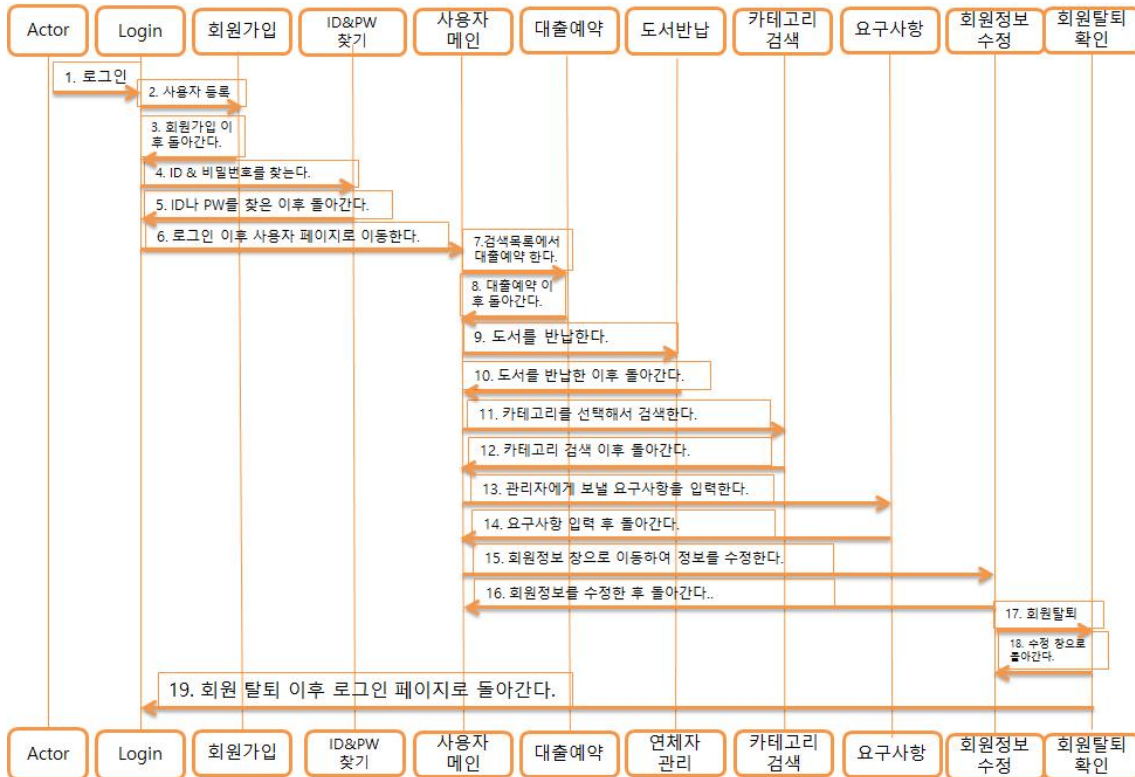 Actor
Login
회원가입
ID&PW
찾기
사용자
메인
대출예약
도서반납
카테고리
검색
요구사항
회원정보
수정
회원탈퇴
확인
1. 로그인
2. 사용자 등록
3. 회원가입 이
후 돌아간다.
4. ID & 비밀번호를 찾는다.
5. ID나 PW를 찾은 이후 돌아간다.
6. 로그인 이후 사용자 페이지로 이동한다.
7.검색목록에서
대출예약 한다.
8. 대출예약 이
후 돌아간다.
9. 도서를 반납한다.
10. 도서를 반납한 이후 돌아간다.
11. 카테고리를 선택해서 검색한다.
12. 카테고리 검색 이후 돌아간다.
13. 관리자에게 보낼 요구사항을 입력한다.
14. 요구사항 입력 후 돌아간다.
15. 회원정보 창으로 이동하여 정보를 수정한다.
16. 회원정보를 수정한 후 돌아간다..
17. 회원탈퇴
18. 수정 창으로
돌아간다.
19. 회원 탈퇴 이후 로그인 페이지로 돌아간다.
Actor
Login
회원가입
ID&PW
찾기
사용자
메인
대출예약
연체자
관리
카테고리
검색
요구사항
회원정보
수정
회원탈퇴
확인